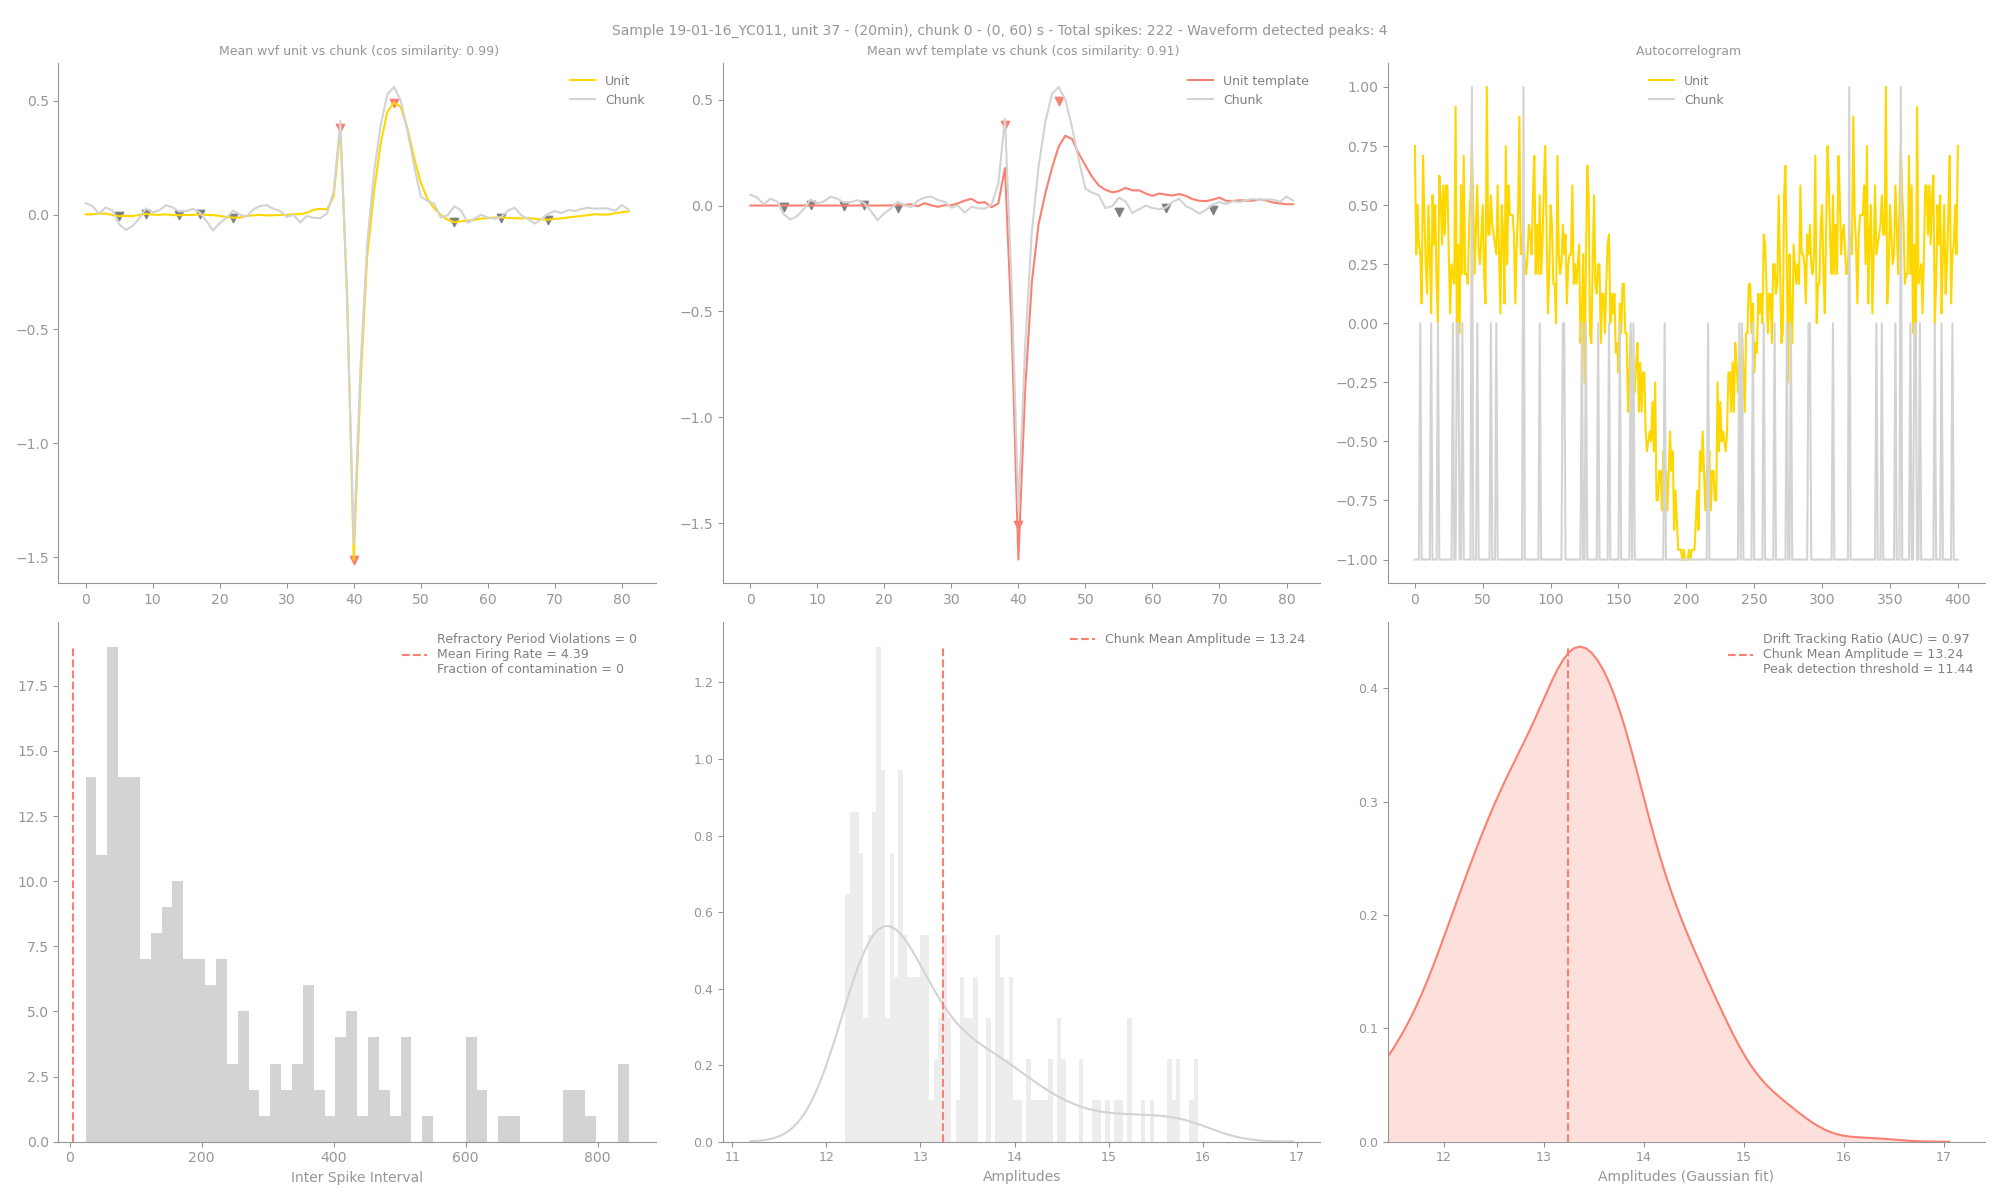 Sample 19-01-16_YC011, unit 37 - (20min), chunk 0 - (0, 60) s - Total spikes: 222 - Waveform detected peaks: 4
Mean wvf unit vs chunk (cos similarity: 0.99)
Unit
Chunk
0.5
0.0
−0.5
−1.0
−1.5
0 10 20 30 40 50 60 70 80
Mean wvf template vs chunk (cos similarity: 0.91)
Unit template
Chunk
0.5
0.0
−0.5
−1.0
−1.5
0 10 20 30 40 50 60 70 80
Autocorrelogram
Unit
Chunk
1.00
0.75
0.50
0.25
0.00
−0.25
−0.50
−0.75
−1.00
0 50 100 150 200 250 300 350 400
Refractory Period Violations = 0
Mean Firing Rate = 4.39
Fraction of contamination = 0
17.5
15.0
12.5
10.0
7.5
5.0
2.5
0.0
0 200 400 600 800
Inter Spike Interval
Chunk Mean Amplitude = 13.24
1.2
1.0
0.8
0.6
0.4
0.2
0.0
11 12 13 14 15 16 17
Amplitudes
Drift Tracking Ratio (AUC) = 0.97
Chunk Mean Amplitude = 13.24
Peak detection threshold = 11.44
0.4
0.3
0.2
0.1
0.0
12 13 14 15 16 17
Amplitudes (Gaussian fit)